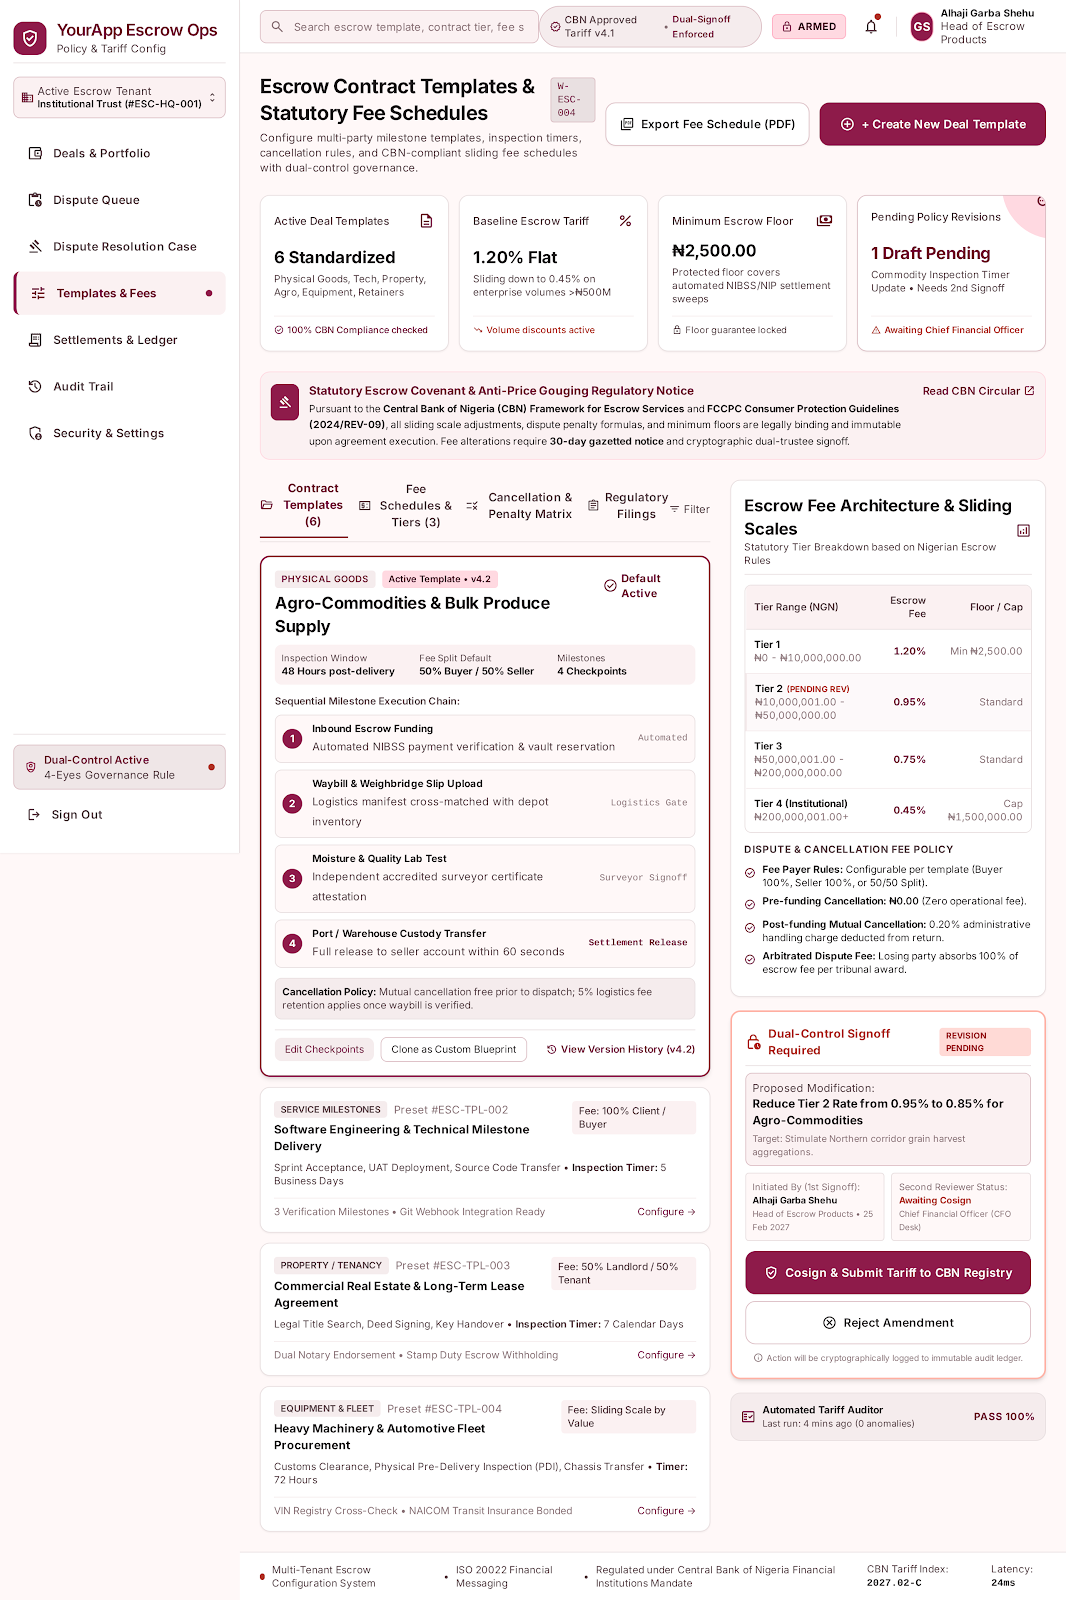 YourApp Escrow Ops
Policy & Tariff Config
Active Escrow Tenant
Institutional Trust (#ESC-HQ-001)
Deals & Portfolio
Dispute Queue
Dispute Resolution Case
Templates & Fees
Settlements & Ledger
Audit Trail
Security & Settings
Dual-Control Active
4-Eyes Governance Rule
Sign Out
Search escrow template, contract tier, fee s
CBN Approved
Tariff v4.1
• Dual-Signoff
Enforced
ARMED
GS
Alhaji Garba Shehu
Head of Escrow
Products
Escrow Contract Templates &
Statutory Fee Schedules
W-
ESC-
004
Configure multi-party milestone templates, inspection timers,
cancellation rules, and CBN-compliant sliding fee schedules
with dual-control governance.
Export Fee Schedule (PDF)
+ Create New Deal Template
Active Deal Templates
6 Standardized
Physical Goods, Tech, Property,
Agro, Equipment, Retainers
100% CBN Compliance checked
Baseline Escrow Tariff
1.20% Flat
Sliding down to 0.45% on
enterprise volumes >₦500M
Volume discounts active
Minimum Escrow Floor
₦2,500.00
Protected floor covers
automated NIBSS/NIP settlement
sweeps
Floor guarantee locked
Pending Policy Revisions
1 Draft Pending
Commodity Inspection Timer
Update • Needs 2nd Signoff
Awaiting Chief Financial Officer
Statutory Escrow Covenant & Anti-Price Gouging Regulatory Notice
Read CBN Circular
Pursuant to the Central Bank of Nigeria (CBN) Framework for Escrow Services and FCCPC Consumer Protection Guidelines
(2024/REV-09), all sliding scale adjustments, dispute penalty formulas, and minimum floors are legally binding and immutable
upon agreement execution. Fee alterations require 30-day gazetted notice and cryptographic dual-trustee signoff.
Contract
Templates
(6)
Fee
Schedules &
Tiers (3)
Cancellation &
Penalty Matrix
Regulatory
Filings
Filter
PHYSICAL GOODS
Active Template • v4.2
Default
Active
Agro-Commodities & Bulk Produce
Supply
Inspection Window
48 Hours post-delivery
Fee Split Default
50% Buyer / 50% Seller
Milestones
4 Checkpoints
Sequential Milestone Execution Chain:
1
Inbound Escrow Funding
Automated NIBSS payment verification & vault reservation
Automated
2
Waybill & Weighbridge Slip Upload
Logistics manifest cross-matched with depot
inventory
Logistics Gate
3
Moisture & Quality Lab Test
Independent accredited surveyor certificate
attestation
Surveyor Signoff
4
Port / Warehouse Custody Transfer
Full release to seller account within 60 seconds
Settlement Release
Cancellation Policy: Mutual cancellation free prior to dispatch; 5% logistics fee
retention applies once waybill is verified.
Edit Checkpoints
Clone as Custom Blueprint
View Version History (v4.2)
SERVICE MILESTONES
Preset #ESC-TPL-002
Fee: 100% Client /
Buyer
Software Engineering & Technical Milestone
Delivery
Sprint Acceptance, UAT Deployment, Source Code Transfer • Inspection Timer: 5
Business Days
3 Verification Milestones • Git Webhook Integration Ready
Configure →
PROPERTY / TENANCY
Preset #ESC-TPL-003
Fee: 50% Landlord / 50%
Tenant
Commercial Real Estate & Long-Term Lease
Agreement
Legal Title Search, Deed Signing, Key Handover • Inspection Timer: 7 Calendar Days
Dual Notary Endorsement • Stamp Duty Escrow Withholding
Configure →
EQUIPMENT & FLEET
Preset #ESC-TPL-004
Fee: Sliding Scale by
Value
Heavy Machinery & Automotive Fleet
Procurement
Customs Clearance, Physical Pre-Delivery Inspection (PDI), Chassis Transfer • Timer:
72 Hours
VIN Registry Cross-Check • NAICOM Transit Insurance Bonded
Configure →
Escrow Fee Architecture & Sliding
Scales
Statutory Tier Breakdown based on Nigerian Escrow
Rules
Tier Range (NGN)
Escrow
Fee
Floor / Cap
Tier 1
₦0 - ₦10,000,000.00
1.20%
Min ₦2,500.00
Tier 2 (PENDING REV)
₦10,000,001.00 -
₦50,000,000.00
0.95%
Standard
Tier 3
₦50,000,001.00 -
₦200,000,000.00
0.75%
Standard
Tier 4 (Institutional)
₦200,000,001.00+
0.45%
Cap
₦1,500,000.00
DISPUTE & CANCELLATION FEE POLICY
Fee Payer Rules: Configurable per template (Buyer
100%, Seller 100%, or 50/50 Split).
Pre-funding Cancellation: ₦0.00 (Zero operational fee).
Post-funding Mutual Cancellation: 0.20% administrative
handling charge deducted from return.
Arbitrated Dispute Fee: Losing party absorbs 100% of
escrow fee per tribunal award.
Dual-Control Signoff
Required
REVISION
PENDING
Proposed Modification:
Reduce Tier 2 Rate from 0.95% to 0.85% for
Agro-Commodities
Target: Stimulate Northern corridor grain harvest
aggregations.
Initiated By (1st Signoff):
Alhaji Garba Shehu
Head of Escrow Products • 25
Feb 2027
Second Reviewer Status:
Awaiting Cosign
Chief Financial Officer (CFO
Desk)
Cosign & Submit Tariff to CBN Registry
Reject Amendment
Action will be cryptographically logged to immutable audit ledger.
Automated Tariff Auditor
Last run: 4 mins ago (0 anomalies)
PASS 100%
Multi-Tenant Escrow
Configuration System
• ISO 20022 Financial
Messaging
• Regulated under Central Bank of Nigeria Financial
Institutions Mandate
CBN Tariff Index:
2027.02-C
Latency:
24ms